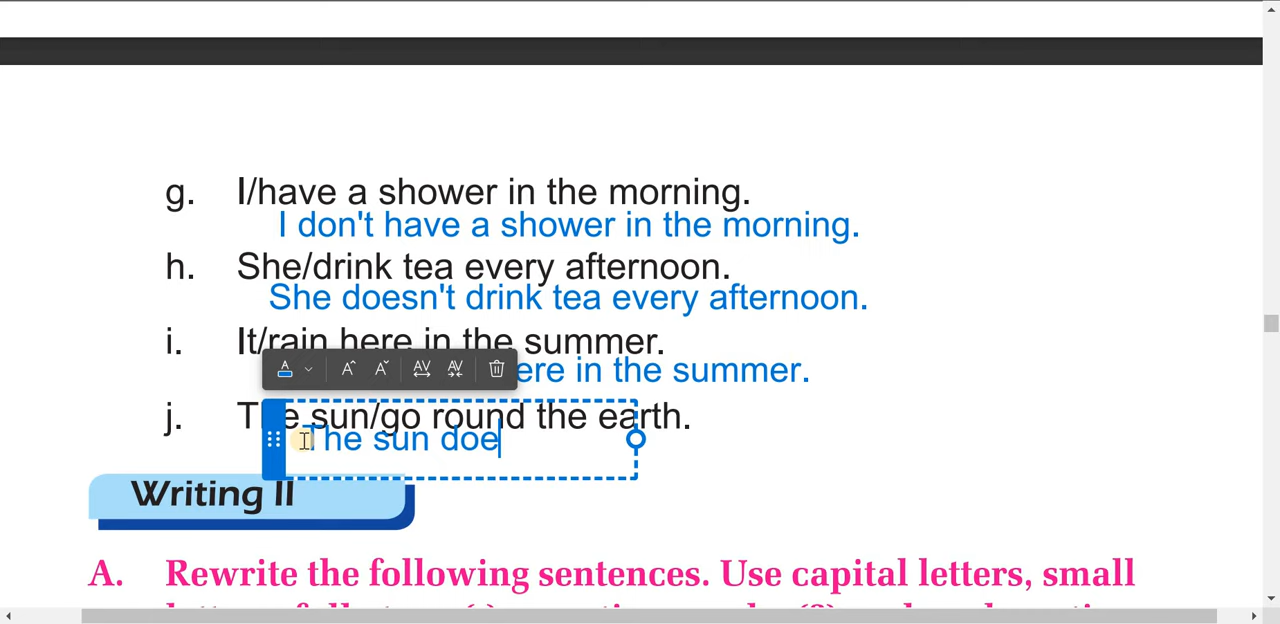 g. I/have a shower in the morning.
I don't have a shower in the morning.
h. She/drink tea every afternoon.
She doesn't drink tea every afternoon.
i. It/rain here in the summer.
ere in the summer.
j. The sun/go round the earth.
The sun doe
Writing II
A. Rewrite the following sentences. Use capital letters, small